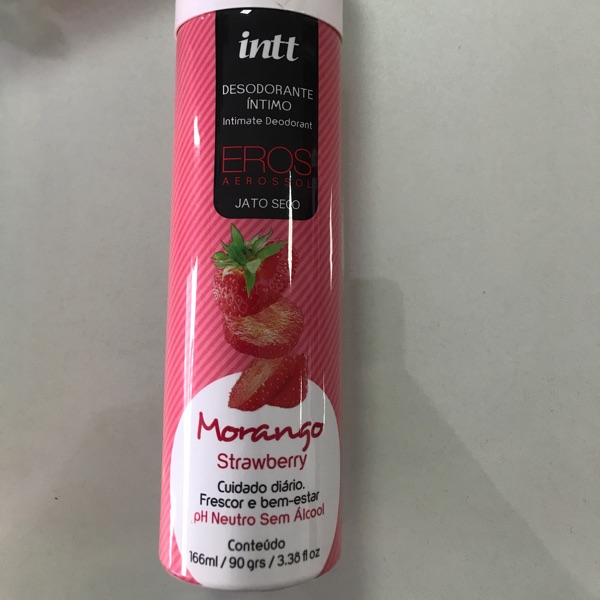 intt
DESODORANTE
ÍNTIMO
Intimate Deodorant
EROS
AEROSSOL
JATO SECO
Morango
Strawberry
Cuidado diário.
Frescor e bem-estar
pH Neutro Sem Álcool
Conteúdo
166ml / 90 grs / 3.38 fl oz